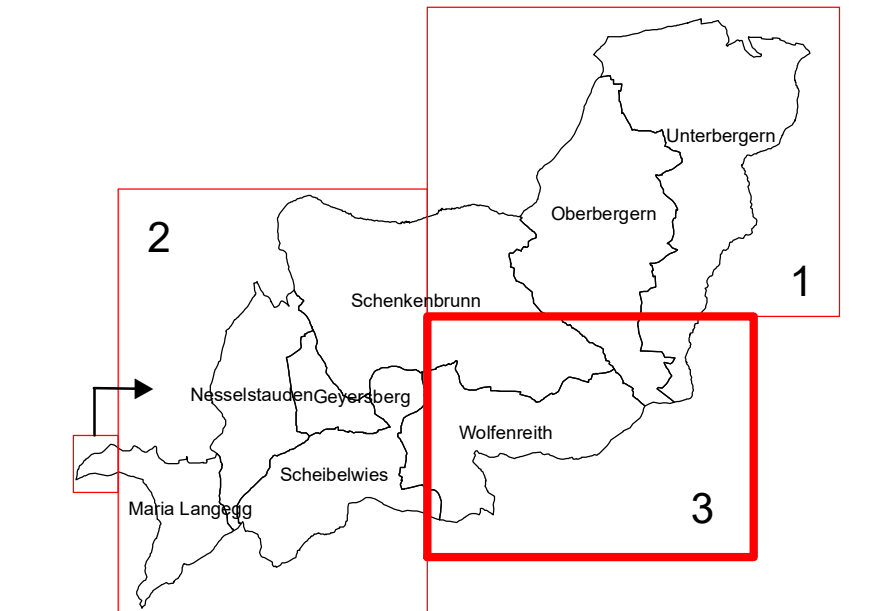 Unterbergern
Oberbergern
2
1
Schenkenbrunn
Nesselstauden
Geyersberg
Wolfenreith
Scheibelwies
Maria Langegg
3